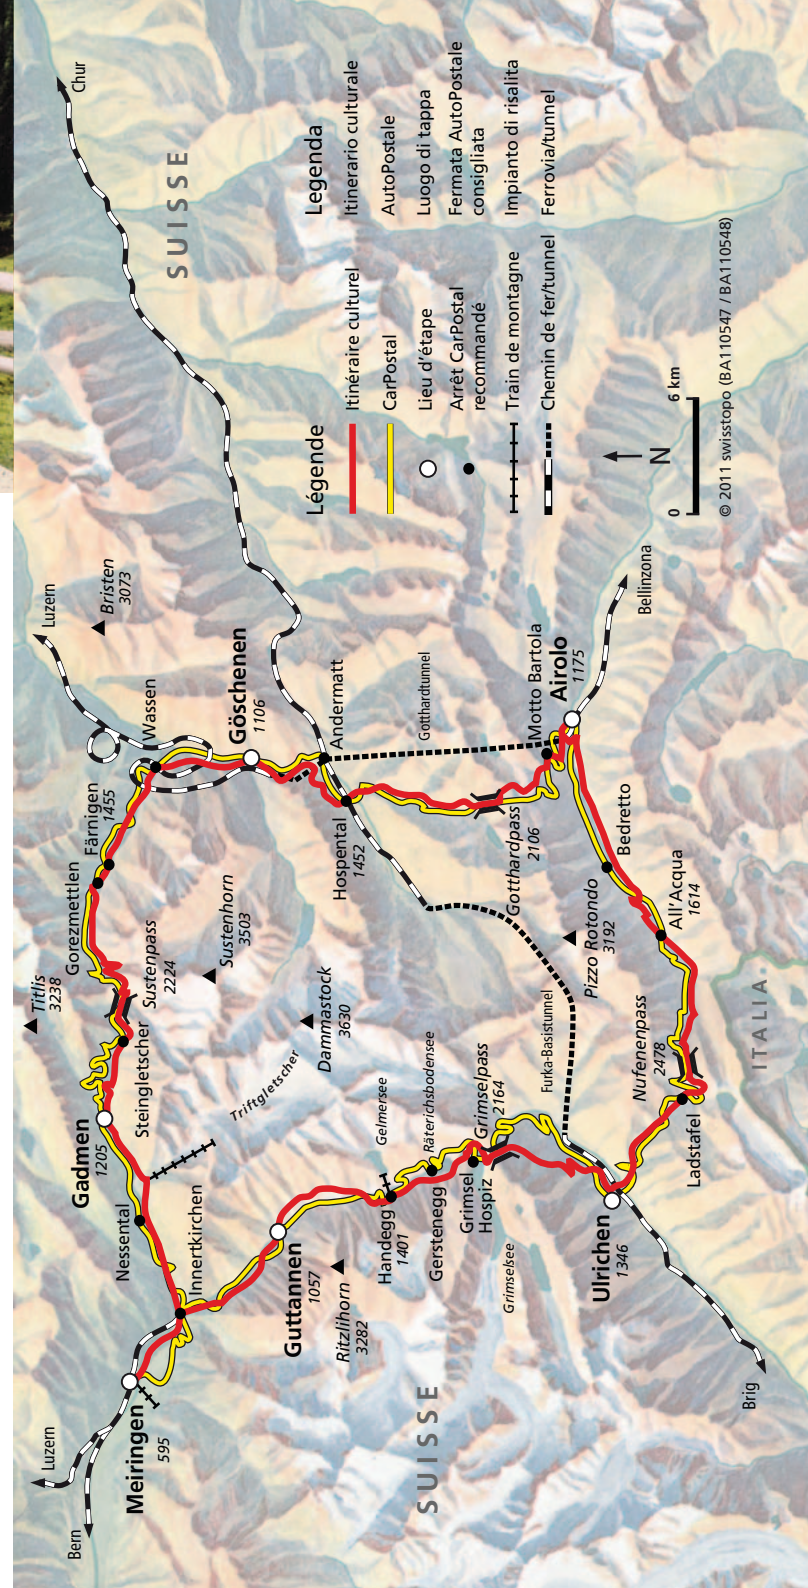 Luzern
Bern
Meiringen
595
Innertkirchen
Nessental
Gadmen
1205
Steingletscher
Titlis
3238
Sustenpass
2224
Gorezmettlen
Färnigen
1455
Wassen
Luzern
Bristen
3073
Chur
SUISSE
Göschenen
1106
Andermatt
Hospental
1452
Sustenhorn
3503
Dammastock
3630
Triftgletscher
Guttannen
1057
Ritzlihorn
3282
Handegg
1401
Gelmersee
Räterichsbodensee
Gerstenegg
Grimsel
Hospiz
Grimselpass
2164
Grimselsee
Furka-Basistunnel
Gotthardtunnel
Gotthardpass
2106
Motto Bartola
Airolo
1175
Bellinzona
Bedretto
Pizzo Rotondo
3192
All'Acqua
1614
Nufenenpass
2478
Ladstafel
Ulrichen
1346
Brig
SUISSE
ITALIA
Légende
Itinéraire culturel
CarPostal
Lieu d'étape
Arrêt CarPostal
recommandé
Train de montagne
Chemin de fer/tunnel
Legenda
Itinerario culturale
AutoPostale
Luogo di tappa
Fermata AutoPostale
consigliata
Impianto di risalita
Ferrovia/tunnel
N
0 6 km
© 2011 swisstopo (BA110547 / BA110548)